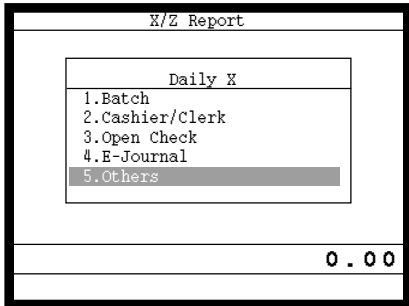 X/Z Report
Daily X
1.Batch
2.Cashier/Clerk
3.Open Check
4.E-Journal
5.Others
0.00